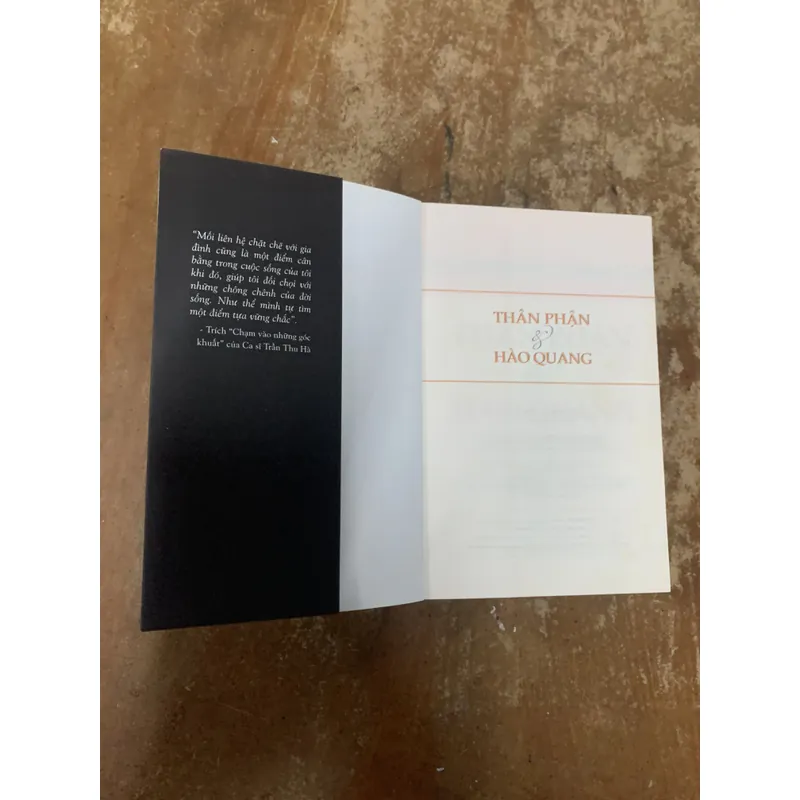 "Mối liên hệ chặt chẽ với gia
đình cũng là một điểm cân
bằng trong cuộc sống của tôi
khi đó, giúp tôi đối chọi với
những chông chênh của đời
sống. Như thể mình tự tìm
một điểm tựa vững chắc".
- Trích "Chạm vào những góc
khuất" của Ca sĩ Trần Thu Hà
THÂN PHẬN
&
HÀO QUANG